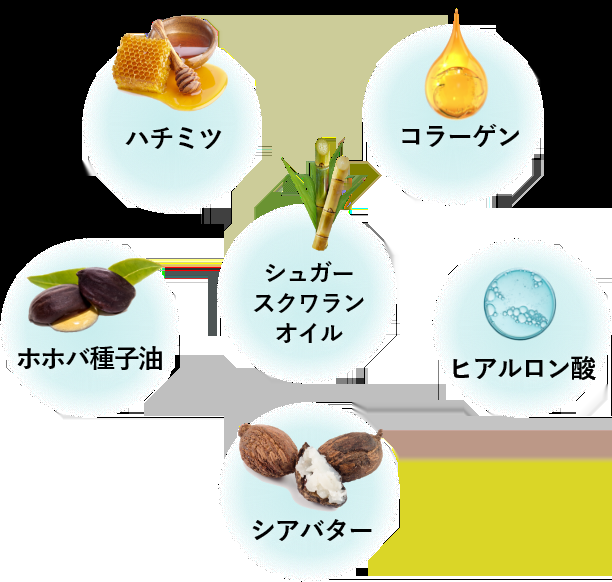 ハチミツ
コラーゲン
シュガー
スクワラン
オイル
ホホバ種子油
ヒアルロン酸
シアバター